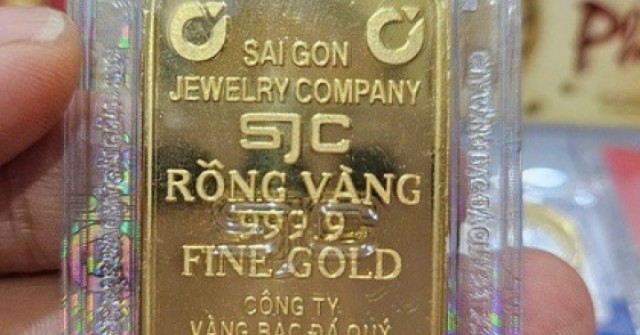 SAI GON
JEWELRY COMPANY
SJC
RỒNG VÀNG
999.9
FINE GOLD
CÔNG TY
VÀNG BẠC ĐÁ QUÝ